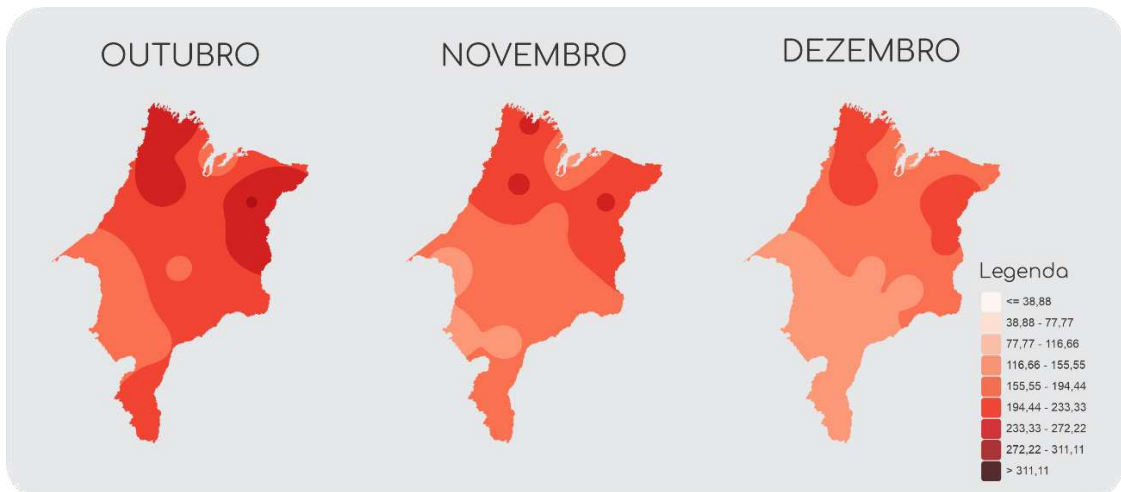 OUTUBRO
NOVEMBRO
DEZEMBRO
Legenda
<= 38,88
38,88 - 77,77
77,77 - 116,66
116,66 - 155,55
155,55 - 194,44
194,44 - 233,33
233,33 - 272,22
272,22 - 311,11
> 311,11